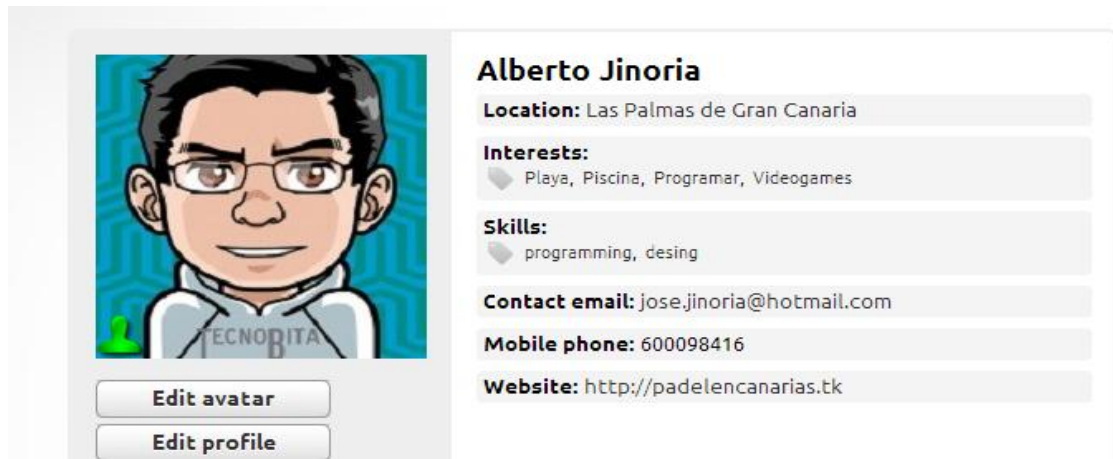 Alberto Jinoria
Location: Las Palmas de Gran Canaria
Interests:
Playa, Piscina, Programar, Videogames
Skills:
programming, desing
Contact email: jose.jinoria@hotmail.com
Mobile phone: 600098416
Website: http://padelencanarias.tk
TECNOBITA
Edit avatar
Edit profile